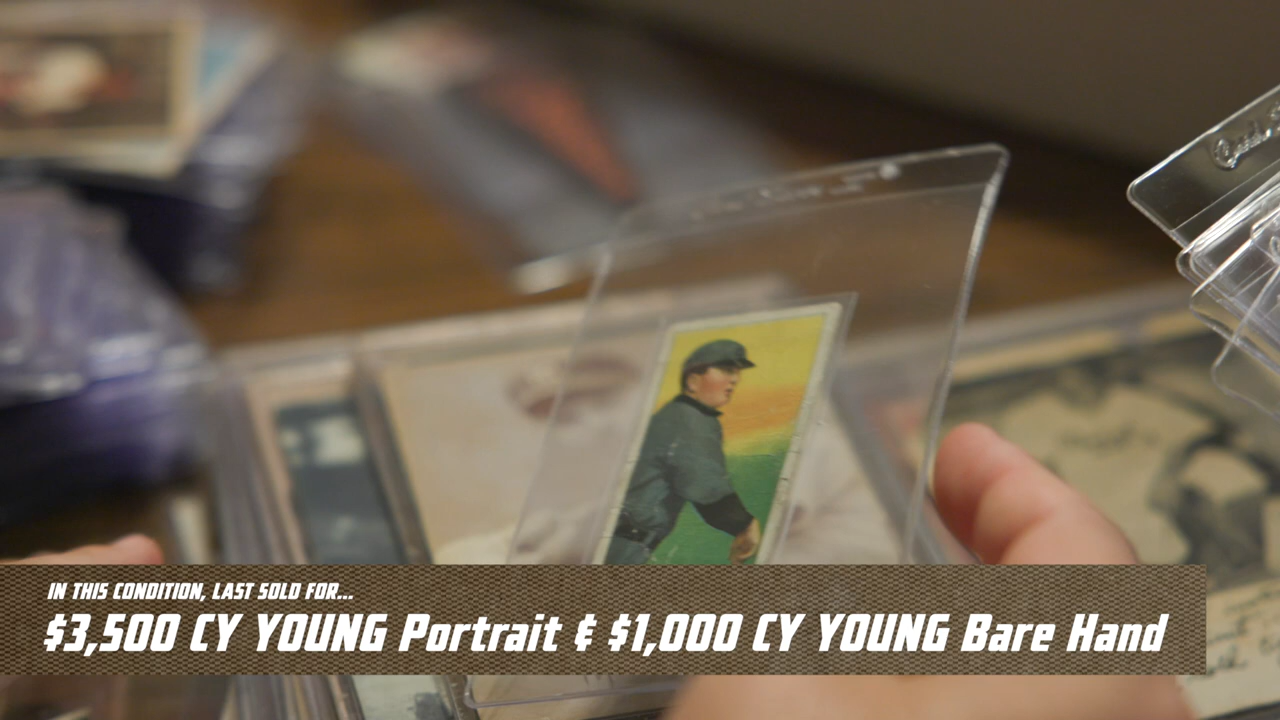 IN THIS CONDITION, LAST SOLD FOR...
$3,500 CY YOUNG Portrait & $1,000 CY YOUNG Bare Hand